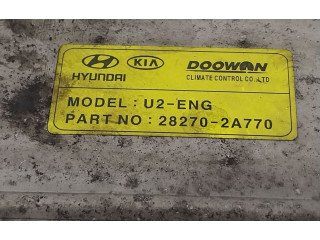 KIA DOOWON
HYUNDAI CLIMATE CONTROL CO.,LTD
MODEL : U2-ENG
PART NO : 28270-2A770